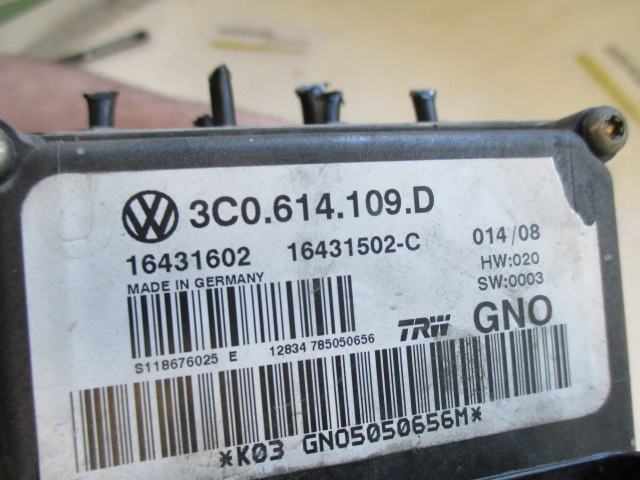 3C0.614.109.D
16431602 16431502-C 014/08
MADE IN GERMANY HW:020
SW:0003
S118676025 E 12834 785050656 TRW GNO
*K03 GNO5050656M*